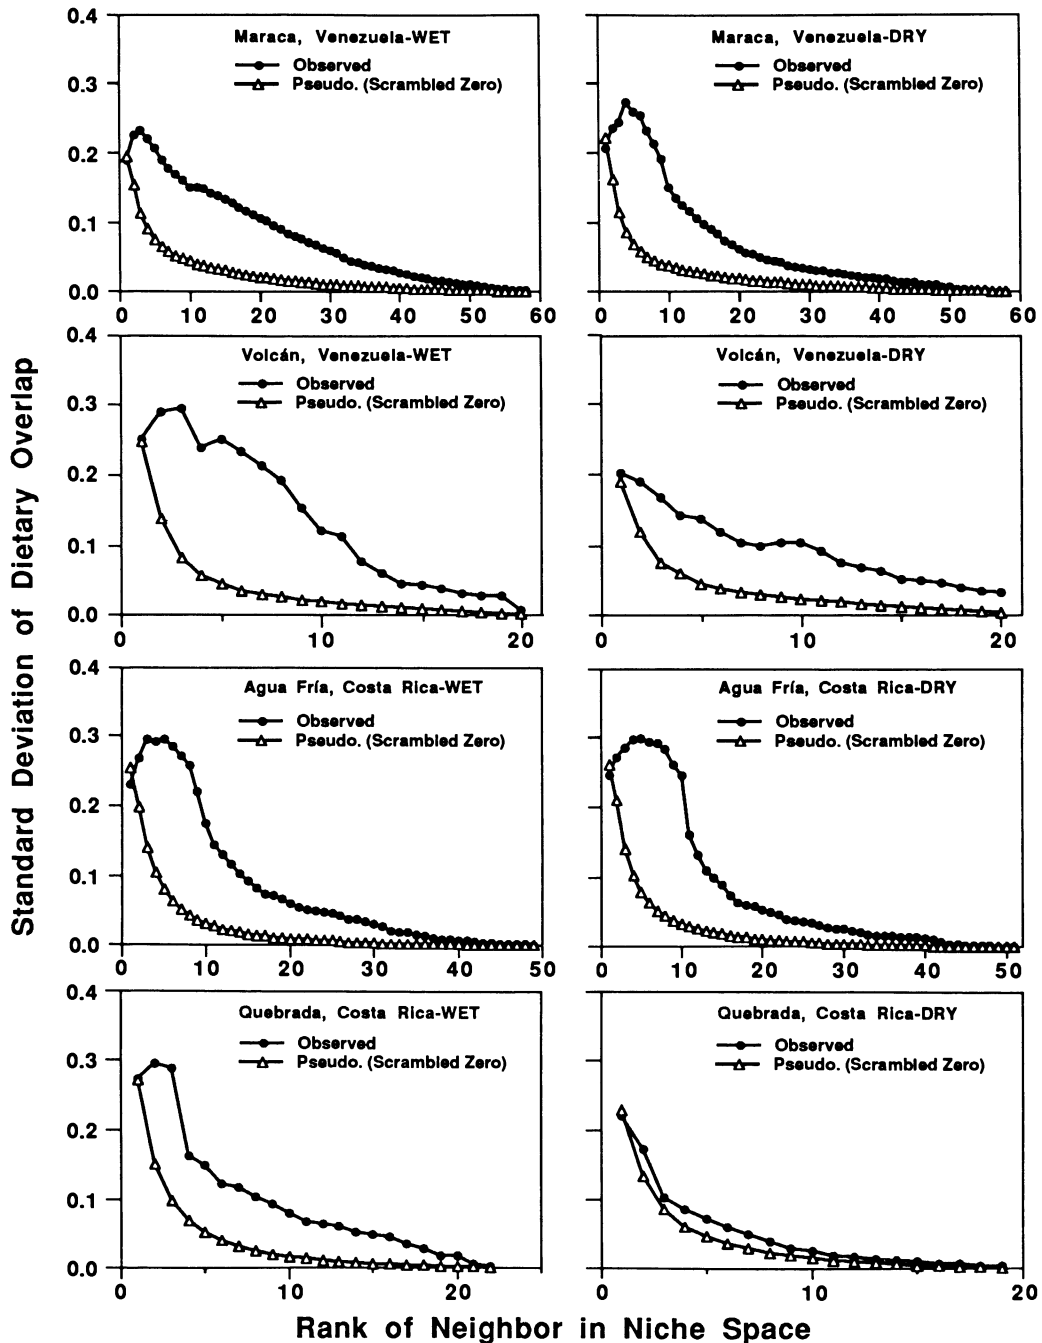 Standard Deviation of Dietary Overlap
0.4
0.3
0.2
0.1
0.0
Maraca, Venezuela-WET
Observed
Pseudo. (Scrambled Zero)
0 10 20 30 40 50 60
Maraca, Venezuela-DRY
Observed
Pseudo. (Scrambled Zero)
0 10 20 30 40 50 60
0.4
0.3
0.2
0.1
0.0
Volcán, Venezuela-WET
Observed
Pseudo. (Scrambled Zero)
0 10 20
Volcán, Venezuela-DRY
Observed
Pseudo. (Scrambled Zero)
0 10 20
0.4
0.3
0.2
0.1
0.0
Agua Fría, Costa Rica-WET
Observed
Pseudo. (Scrambled Zero)
0 10 20 30 40 50
Agua Fría, Costa Rica-DRY
Observed
Pseudo. (Scrambled Zero)
0 10 20 30 40 50
0.4
0.3
0.2
0.1
0.0
Quebrada, Costa Rica-WET
Observed
Pseudo. (Scrambled Zero)
0 10 20
Quebrada, Costa Rica-DRY
Observed
Pseudo. (Scrambled Zero)
0 10 20
Rank of Neighbor in Niche Space